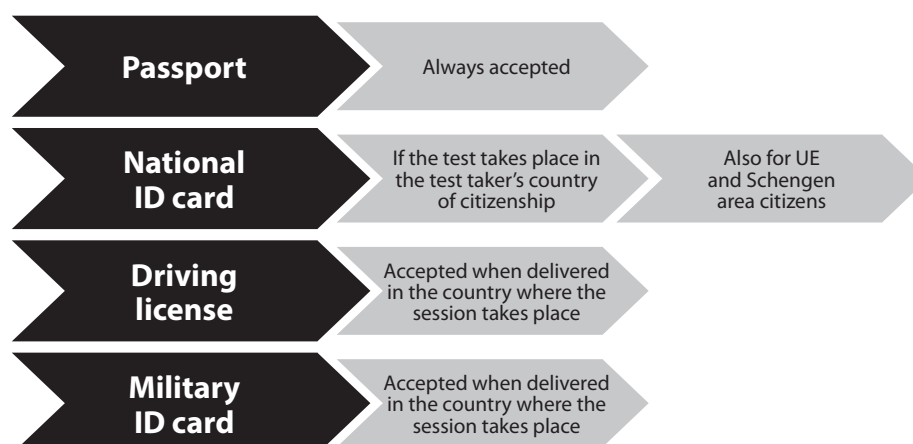 Passport
Always accepted
National
ID card
If the test takes place in
the test taker's country
of citizenship
Also for UE
and Schengen
area citizens
Driving
license
Accepted when delivered
in the country where the
session takes place
Military
ID card
Accepted when delivered
in the country where the
session takes place